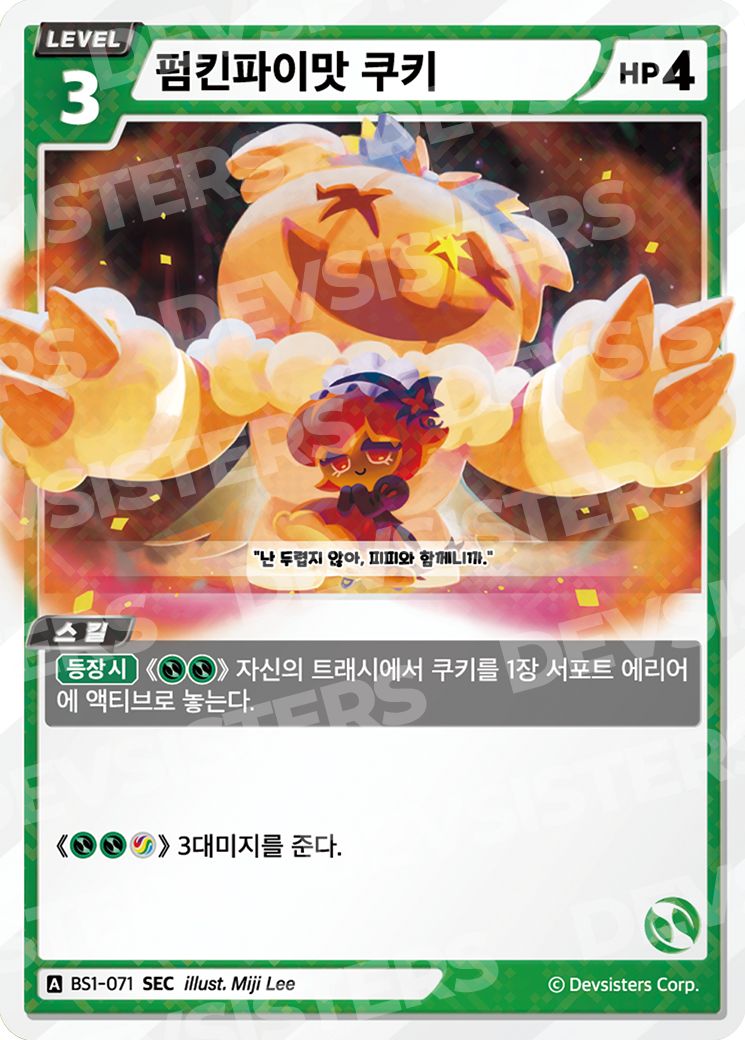 LEVEL
3
펌킨파이맛 쿠키
HP 4
"난 두렵지 않아, 피피와 함께니까."
스킬
등장 시 《》 자신의 트래시에서 쿠키를 1장 서포트 에리어
에 액티브로 놓는다.
《》 3대미지를 준다.
A BS1-071 SEC illust. Miji Lee
© Devsisters Corp.
DEVSISTERS